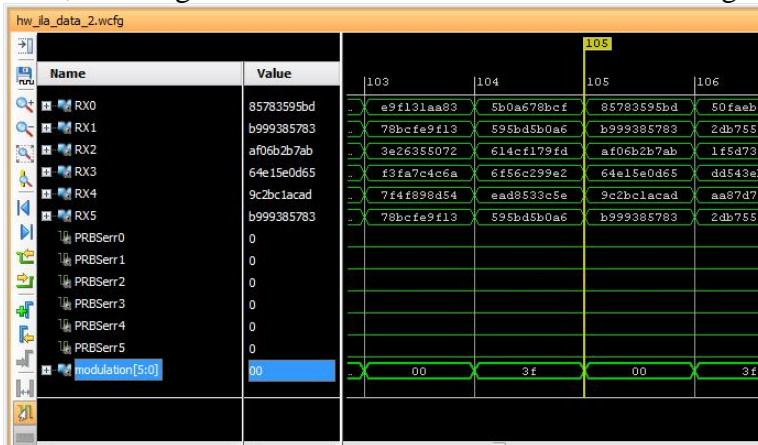 hw_ila_data_2.wcfg
105
Name Value
103 104 105 106
RX0 85783595bd e9f131aa83 5b0a678bcf 85783595bd 50faeb
RX1 b999385783 78bcfe9f13 595bd5b0a6 b999385783 2db755
RX2 af06b2b7ab 3e26355072 614cf179fd af06b2b7ab 1f5d73
RX3 64e15e0d65 f3fa7c4c6a 6f56c299e2 64e15e0d65 dd543e
RX4 9c2bc1acad 7f4f898d54 ead8533c5e 9c2bc1acad aa87d7
RX5 b999385783 78bcfe9f13 595bd5b0a6 b999385783 2db755
PRBSerr0 0
PRBSerr1 0
PRBSerr2 0
PRBSerr3 0
PRBSerr4 0
PRBSerr5 0
modulation[5:0] 00 00 3f 00 3f